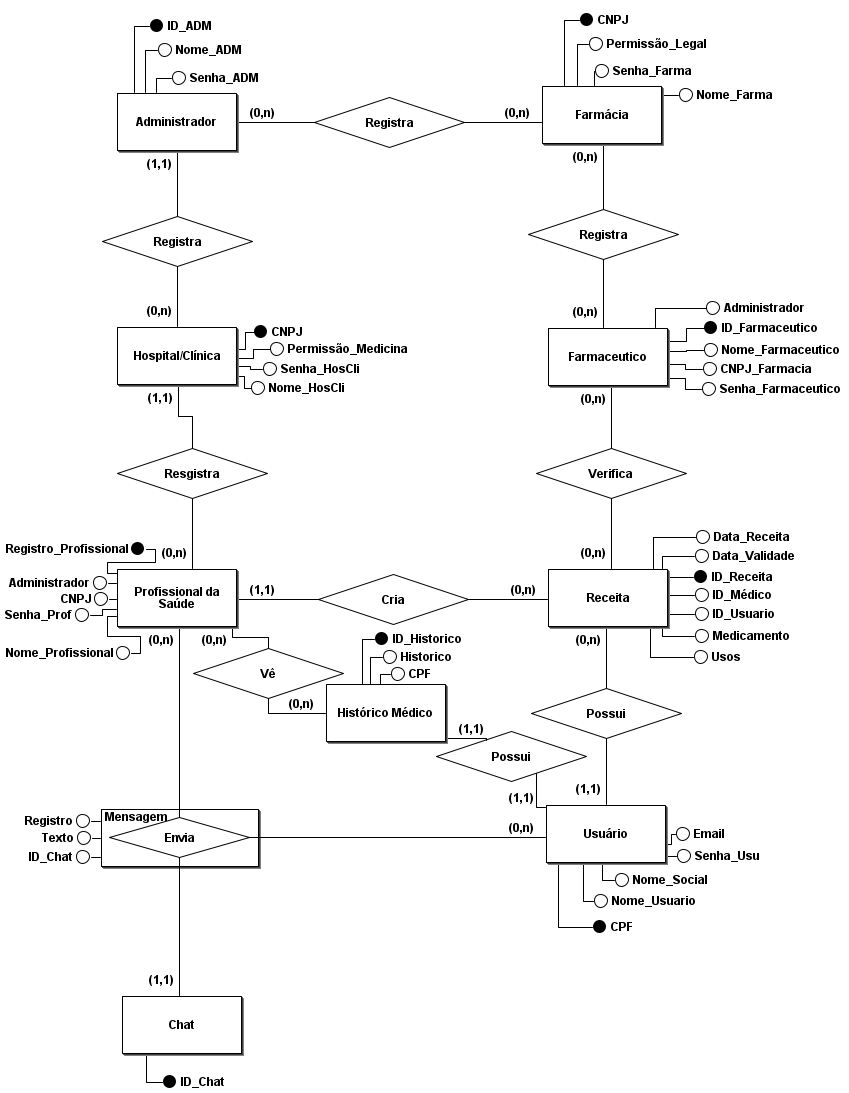 ID_ADM
Nome_ADM
Senha_ADM
CNPJ
Permissão_Legal
Senha_Farma
Nome_Farma
Administrador
(0,n)
Registra
(0,n)
Farmácia
(1,1)
(0,n)
Registra
Registra
(0,n)
(0,n)
Hospital/Clínica
CNPJ
Permissão_Medicina
Senha_HosCli
Nome_HosCli
Farmaceutico
Administrador
ID_Farmaceutico
Nome_Farmaceutico
CNPJ_Farmacia
Senha_Farmaceutico
(1,1)
(0,n)
Resgistra
Verifica
(0,n)
(0,n)
Registro_Profissional
Administrador
CNPJ
Senha_Prof
Nome_Profissional
Profissional da
Saúde
(1,1)
Cria
(0,n)
Receita
Data_Receita
Data_Validade
ID_Receita
ID_Médico
ID_Usuario
Medicamento
Usos
(0,n)
(0,n)
(0,n)
Vê
(0,n)
ID_Historico
Historico
CPF
Histórico Médico
(1,1)
Possui
(1,1)
Possui
(1,1)
Registro
Texto
ID_Chat
Mensagem
Envia
(0,n)
Usuário
Email
Senha_Usu
Nome_Social
Nome_Usuario
CPF
(1,1)
Chat
ID_Chat